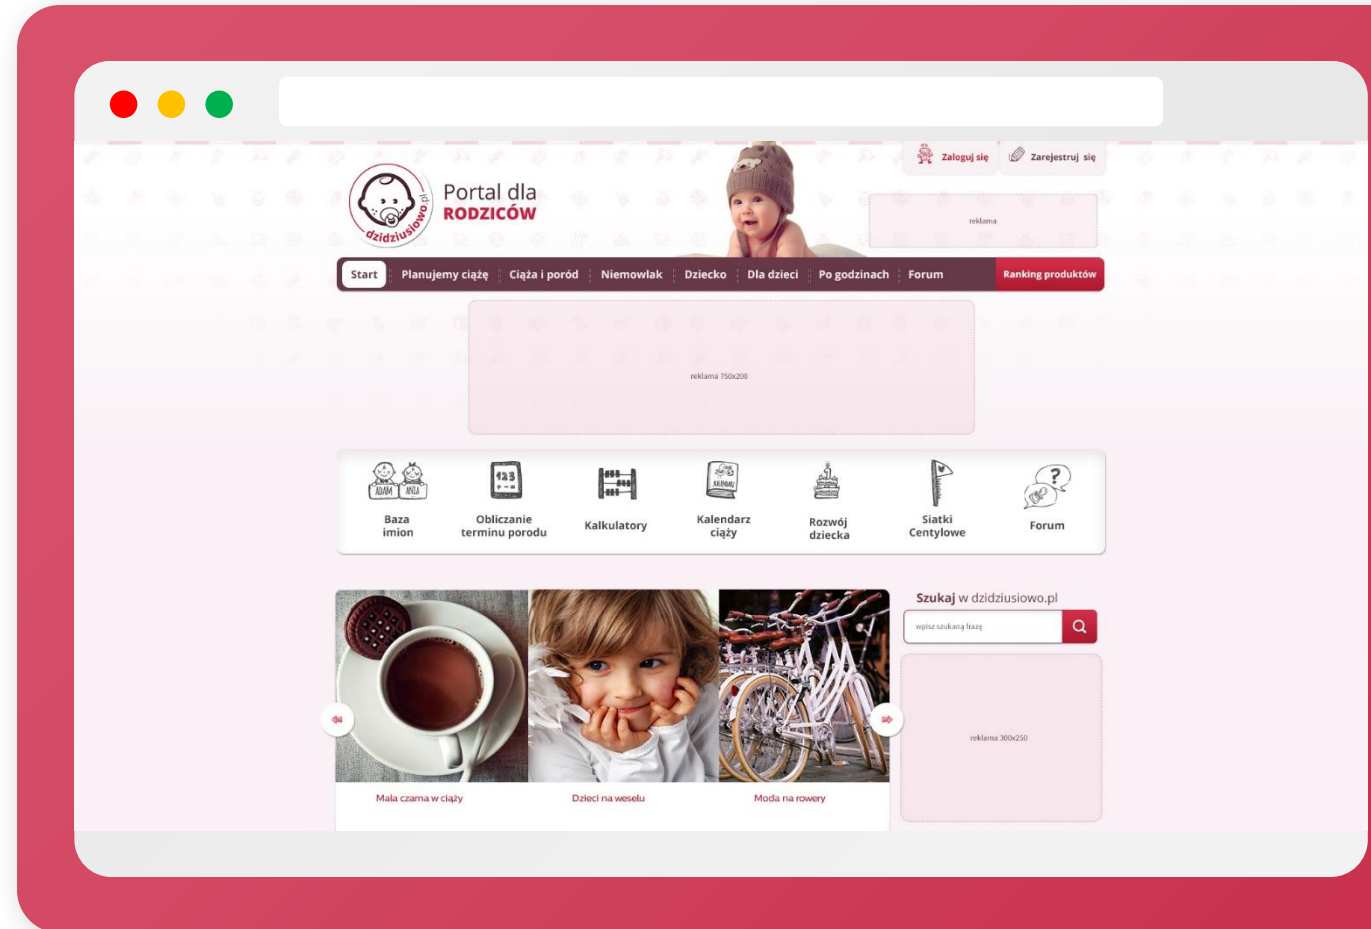 Zaloguj się
Zarejestruj się
dzidziusiowo.pl
Portal dla
RODZICÓW
reklama
Start
Planujemy ciążę
Ciąża i poród
Niemowlak
Dziecko
Dla dzieci
Po godzinach
Forum
Ranking produktów
reklama 750x200
ADAM
ANIA
123
+ - =
KALENDARZ
?
Baza
imion
Obliczanie
terminu porodu
Kalkulatory
Kalendarz
ciąży
Rozwój
dziecka
Siatki
Centylowe
Forum
Szukaj w dzidziusiowo.pl
wpisz szukaną frazę
reklama 300x250
Mała czarna w ciąży
Dzieci na weselu
Moda na rowery